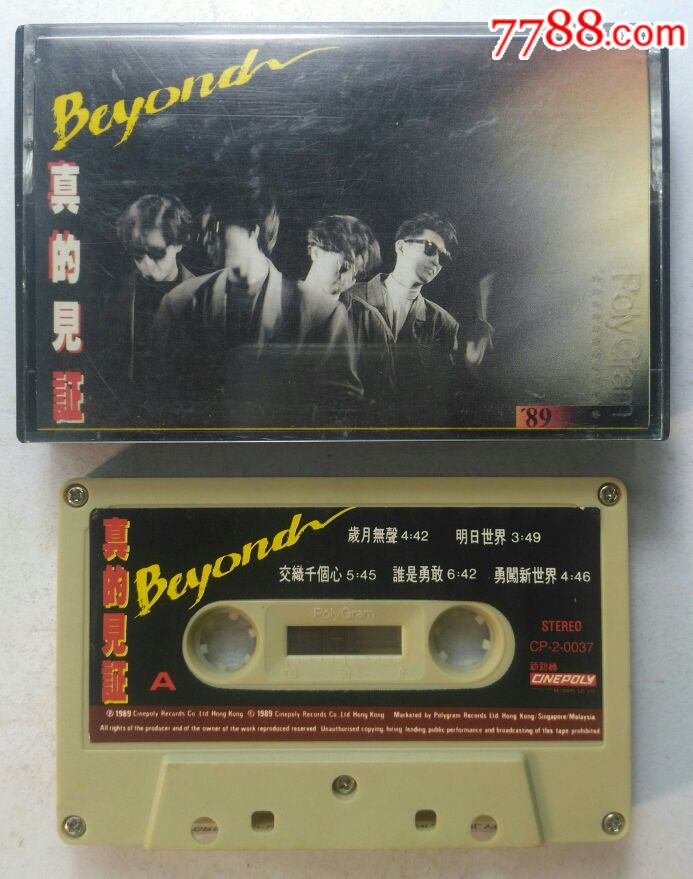 7788.com
Beyond
真的見証
PolyGram
'89
真的見証
Beyond
歲月無聲 4:42 明日世界 3:49
交織千個心 5:45 誰是勇敢 6:42 勇闖新世界 4:46
PolyGram
STEREO
CP-2-0037
新藝寶
CINEPOLY
RECORDS CO. LTD
A
℗ 1989 Cinepoly Records Co. Ltd Hong Kong © 1989 Cinepoly Records Co. Ltd Hong Kong Marketed by Polygram Records Ltd. Hong Kong/Singapore/Malaysia.
All rights of the producer and of the owner of the work reproduced reserved. Unauthorised copying, hiring lending, public performance and broadcasting of this tape prohibited.